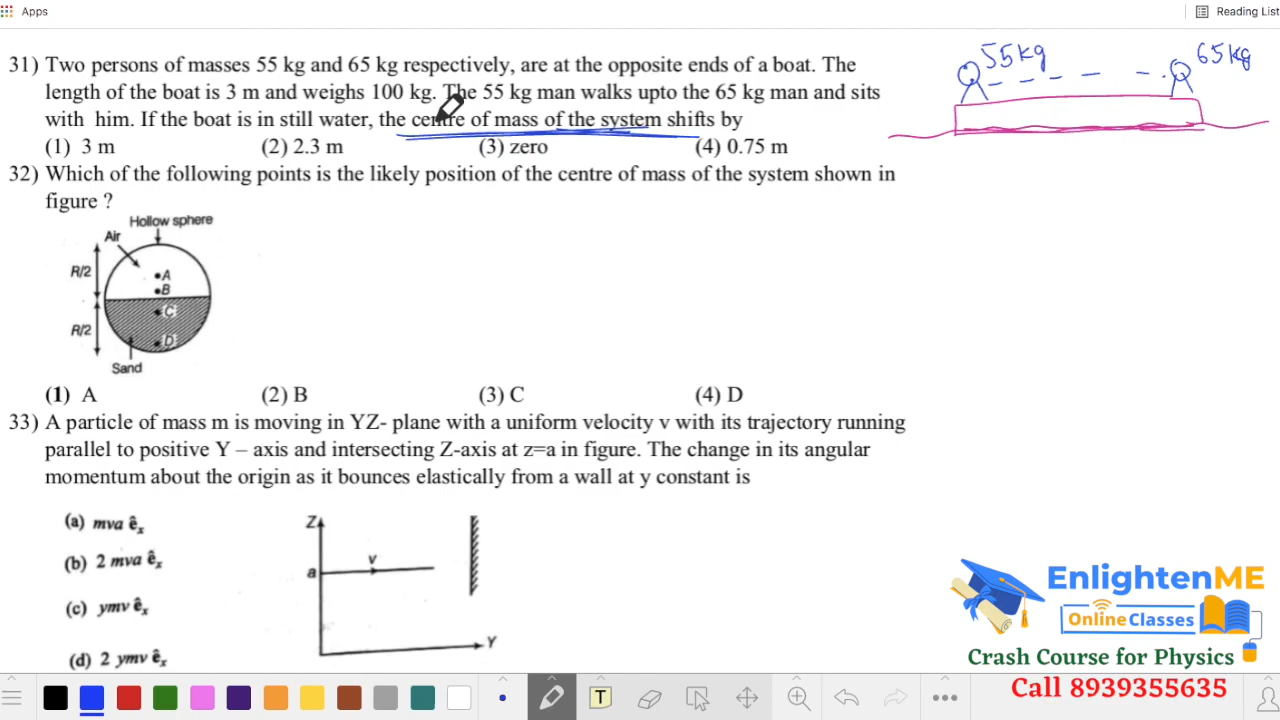 Apps
Reading List
31) Two persons of masses 55 kg and 65 kg respectively, are at the opposite ends of a boat. The
length of the boat is 3 m and weighs 100 kg. The 55 kg man walks upto the 65 kg man and sits
with him. If the boat is in still water, the centre of mass of the system shifts by
(1) 3 m (2) 2.3 m (3) zero (4) 0.75 m
55kg
65kg
32) Which of the following points is the likely position of the centre of mass of the system shown in
figure ?
Hollow sphere
Air
R/2
A
B
C
R/2
D
Sand
(1) A (2) B (3) C (4) D
33) A particle of mass m is moving in YZ- plane with a uniform velocity v with its trajectory running
parallel to positive Y – axis and intersecting Z-axis at z=a in figure. The change in its angular
momentum about the origin as it bounces elastically from a wall at y constant is
(a) mva êₓ
(b) 2 mva êₓ
(c) ymv êₓ
(d) 2 ymv êₓ
Z
v
a
Y
EnlightenME
Online Classes
Crash Course for Physics
Call 8939355635
T